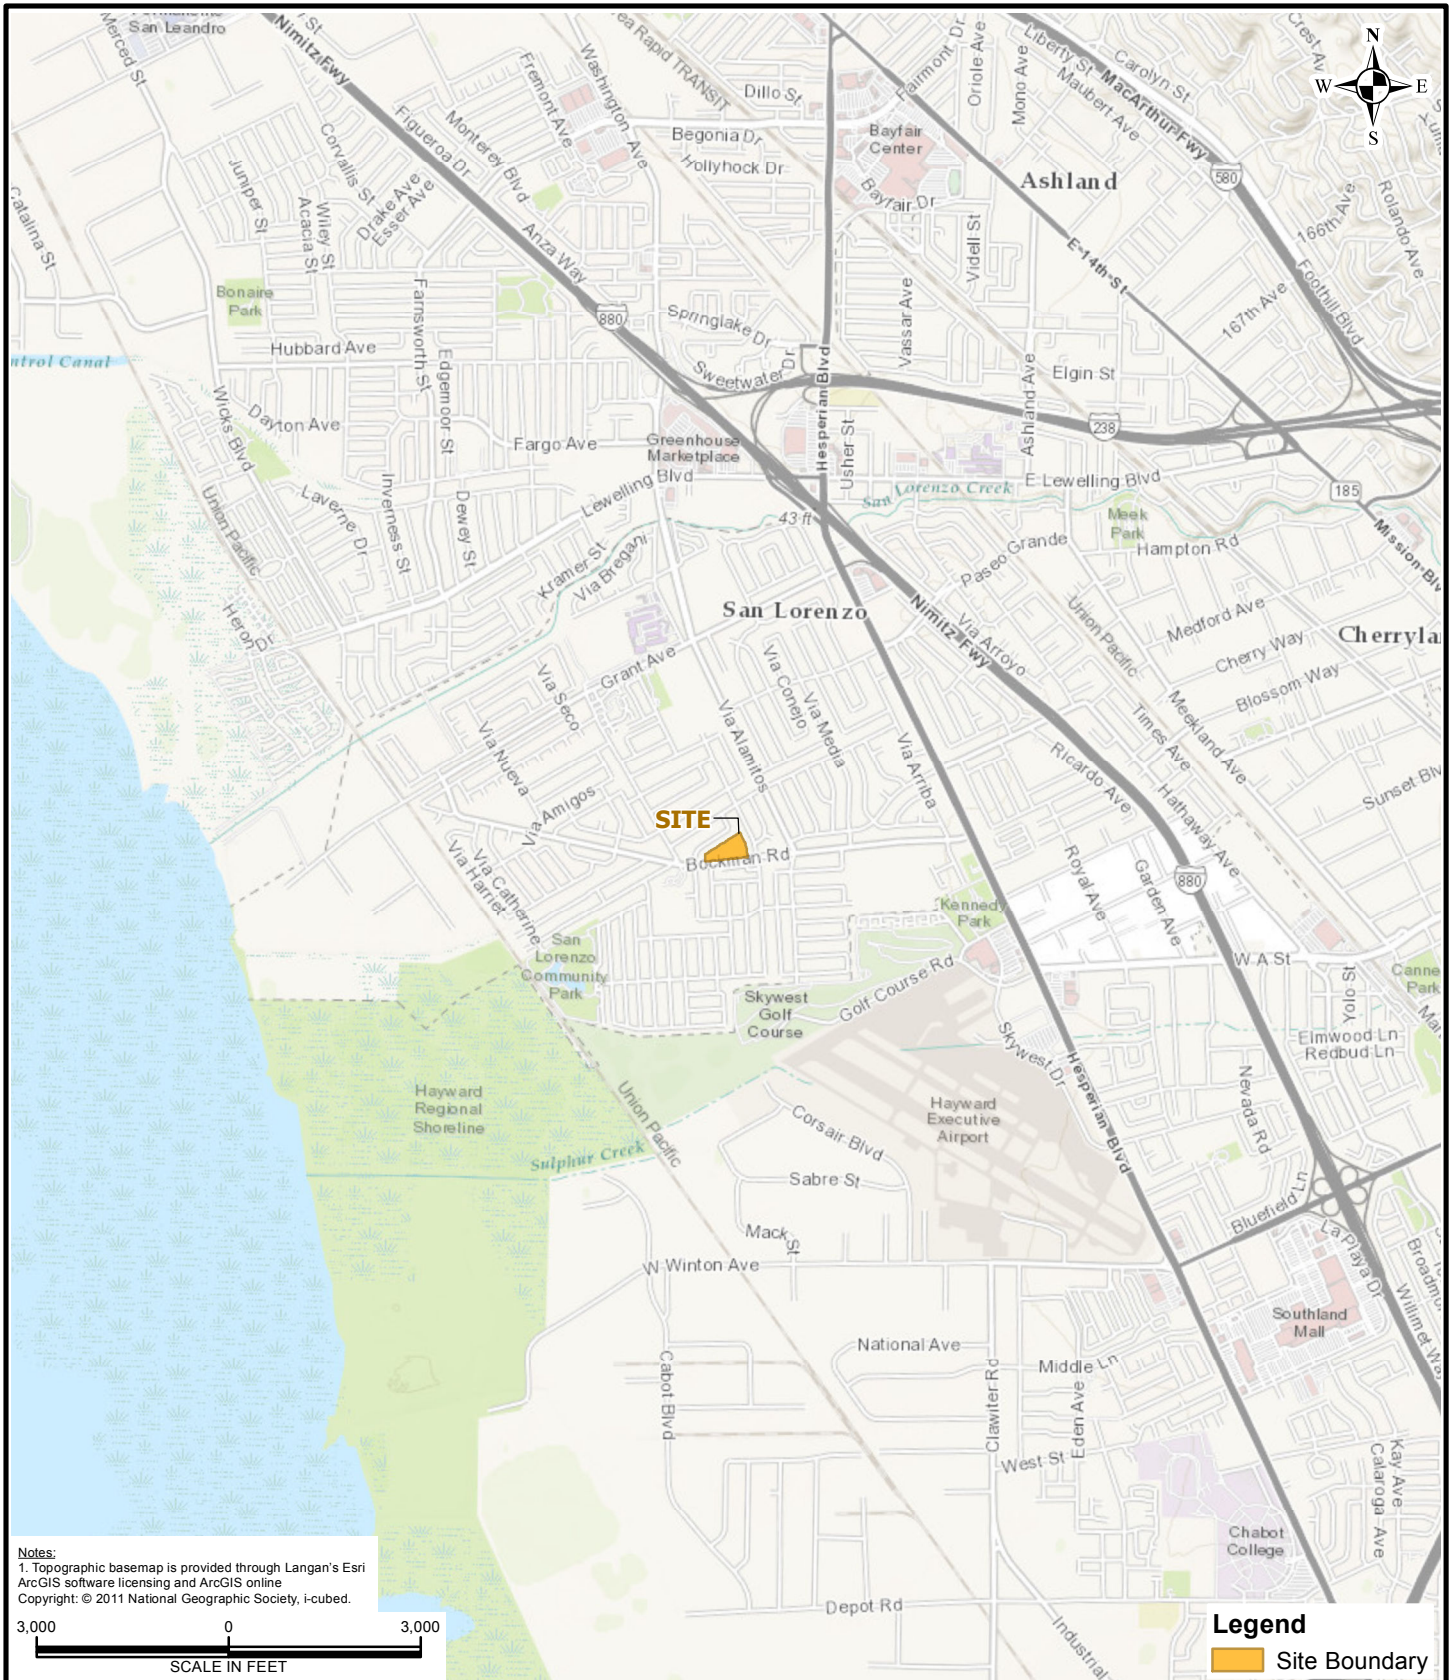 San Leandro
Merced St
Nimitz Fwy
Washington Ave
Fremont Ave
Dillo St
Fairmont Dr
Oriole Ave
Mono Ave
Liberty St
MacArthur Fwy
Carolyn St
Maubert Ave
N
W
E
S
Begonia Dr
Hollyhock Dr
Bayfair
Center
Bayfair Dr
Ashland
580
166th Ave
Rolando Ave
Monterey Blvd
Figueroa Dr
Corvallis St
Juniper St
Drake Ave
Esser Ave
Wiley St
Acacia St
Catalina St
Anza Way
Videll St
E 14th St
Foothill Blvd
167th Ave
Vassar Ave
Bonaire
Park
Farnsworth St
880
Springlake Dr
Hubbard Ave
Edgemoor St
Sweetwater Dr
Hesperian Blvd
Elgin St
Ashland Ave
238
ntrol Canal
Wicks Blvd
Dayton Ave
Fargo Ave
Greenhouse
Marketplace
Usher St
E Lewelling Blvd
185
Lewelling Blvd
San Lorenzo Creek
43 ft
Meek
Park
Hampton Rd
Mission Blv
Union Pacific
Laverne Dr
Inverness St
Dewey St
Kramer St
Via Bregani
Paseo Grande
Heron Dr
San Lorenzo
Nimitz Fwy
Via Arroyo
Union Pacific
Medford Ave
Cherry Way
Cherryla
Blossom Way
Grant Ave
Via Seco
Via Conejo
Via Media
Via Alamitos
Via Nueva
Via Amigos
Via Arriba
Ricardo Ave
Times Ave
Meekland Ave
Hathaway Ave
Sunset Blv
SITE
Bockman Rd
Via Catherine
Via Harriet
Royal Ave
Garden Ave
880
Kennedy
Park
San
Lorenzo
Community
Park
Skywest
Golf
Course
Golf Course Rd
W A St
Yolo St
Canne
Park
Elmwood Ln
Redbud Ln
Skywest Dr
Hesperian Blvd
Nevada Rd
Hayward
Regional
Shoreline
Union Pacific
Hayward
Executive
Airport
Corsair Blvd
Sulphur Creek
Sabre St
Mack St
Bluefield Ln
La Playa Dr
W Winton Ave
Southland
Mall
Willimet Wa
National Ave
Middle Ln
Cabot Blvd
Clawiter Rd
Eden Ave
West St
Kay Ave
Calaroga Ave
Chabot
College
Depot Rd
Industrial
Notes:
1. Topographic basemap is provided through Langan's Esri
ArcGIS software licensing and ArcGIS online
Copyright: © 2011 National Geographic Society, i-cubed.
3,000 0 3,000
SCALE IN FEET
Legend
Site Boundary